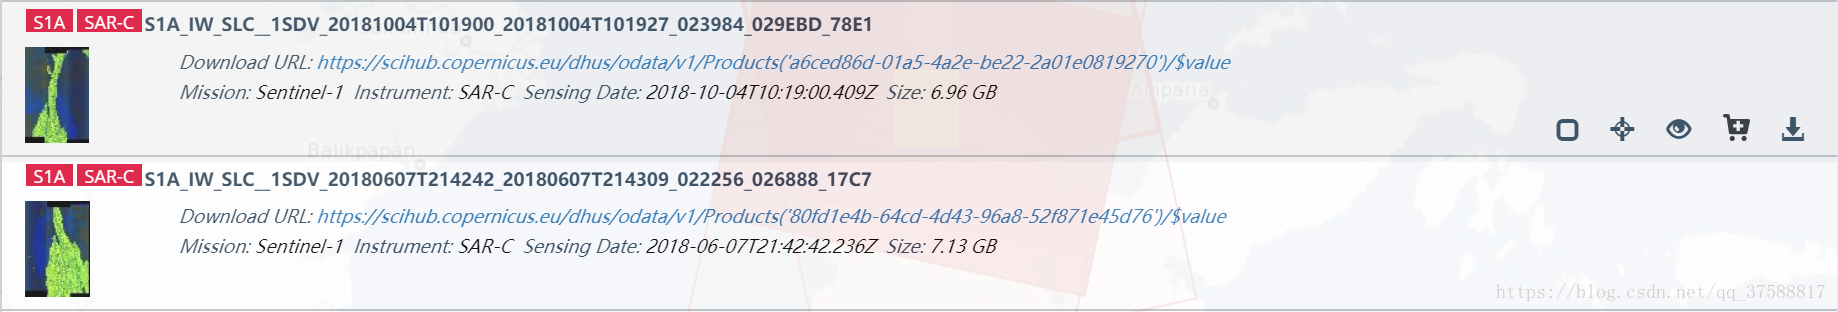 S1A SAR-C S1A_IW_SLC__1SDV_20181004T101900_20181004T101927_023984_029EBD_78E1
Download URL: https://scihub.copernicus.eu/dhus/odata/v1/Products('a6ced86d-01a5-4a2e-be22-2a01e0819270')/$value
Mission: Sentinel-1 Instrument: SAR-C Sensing Date: 2018-10-04T10:19:00.409Z Size: 6.96 GB
Ampana
Balikpapan
S1A SAR-C S1A_IW_SLC__1SDV_20180607T214242_20180607T214309_022256_026888_17C7
Download URL: https://scihub.copernicus.eu/dhus/odata/v1/Products('80fd1e4b-64cd-4d43-96a8-52f871e45d76')/$value
Mission: Sentinel-1 Instrument: SAR-C Sensing Date: 2018-06-07T21:42:42.236Z Size: 7.13 GB
https://blog.csdn.net/qq_37588817